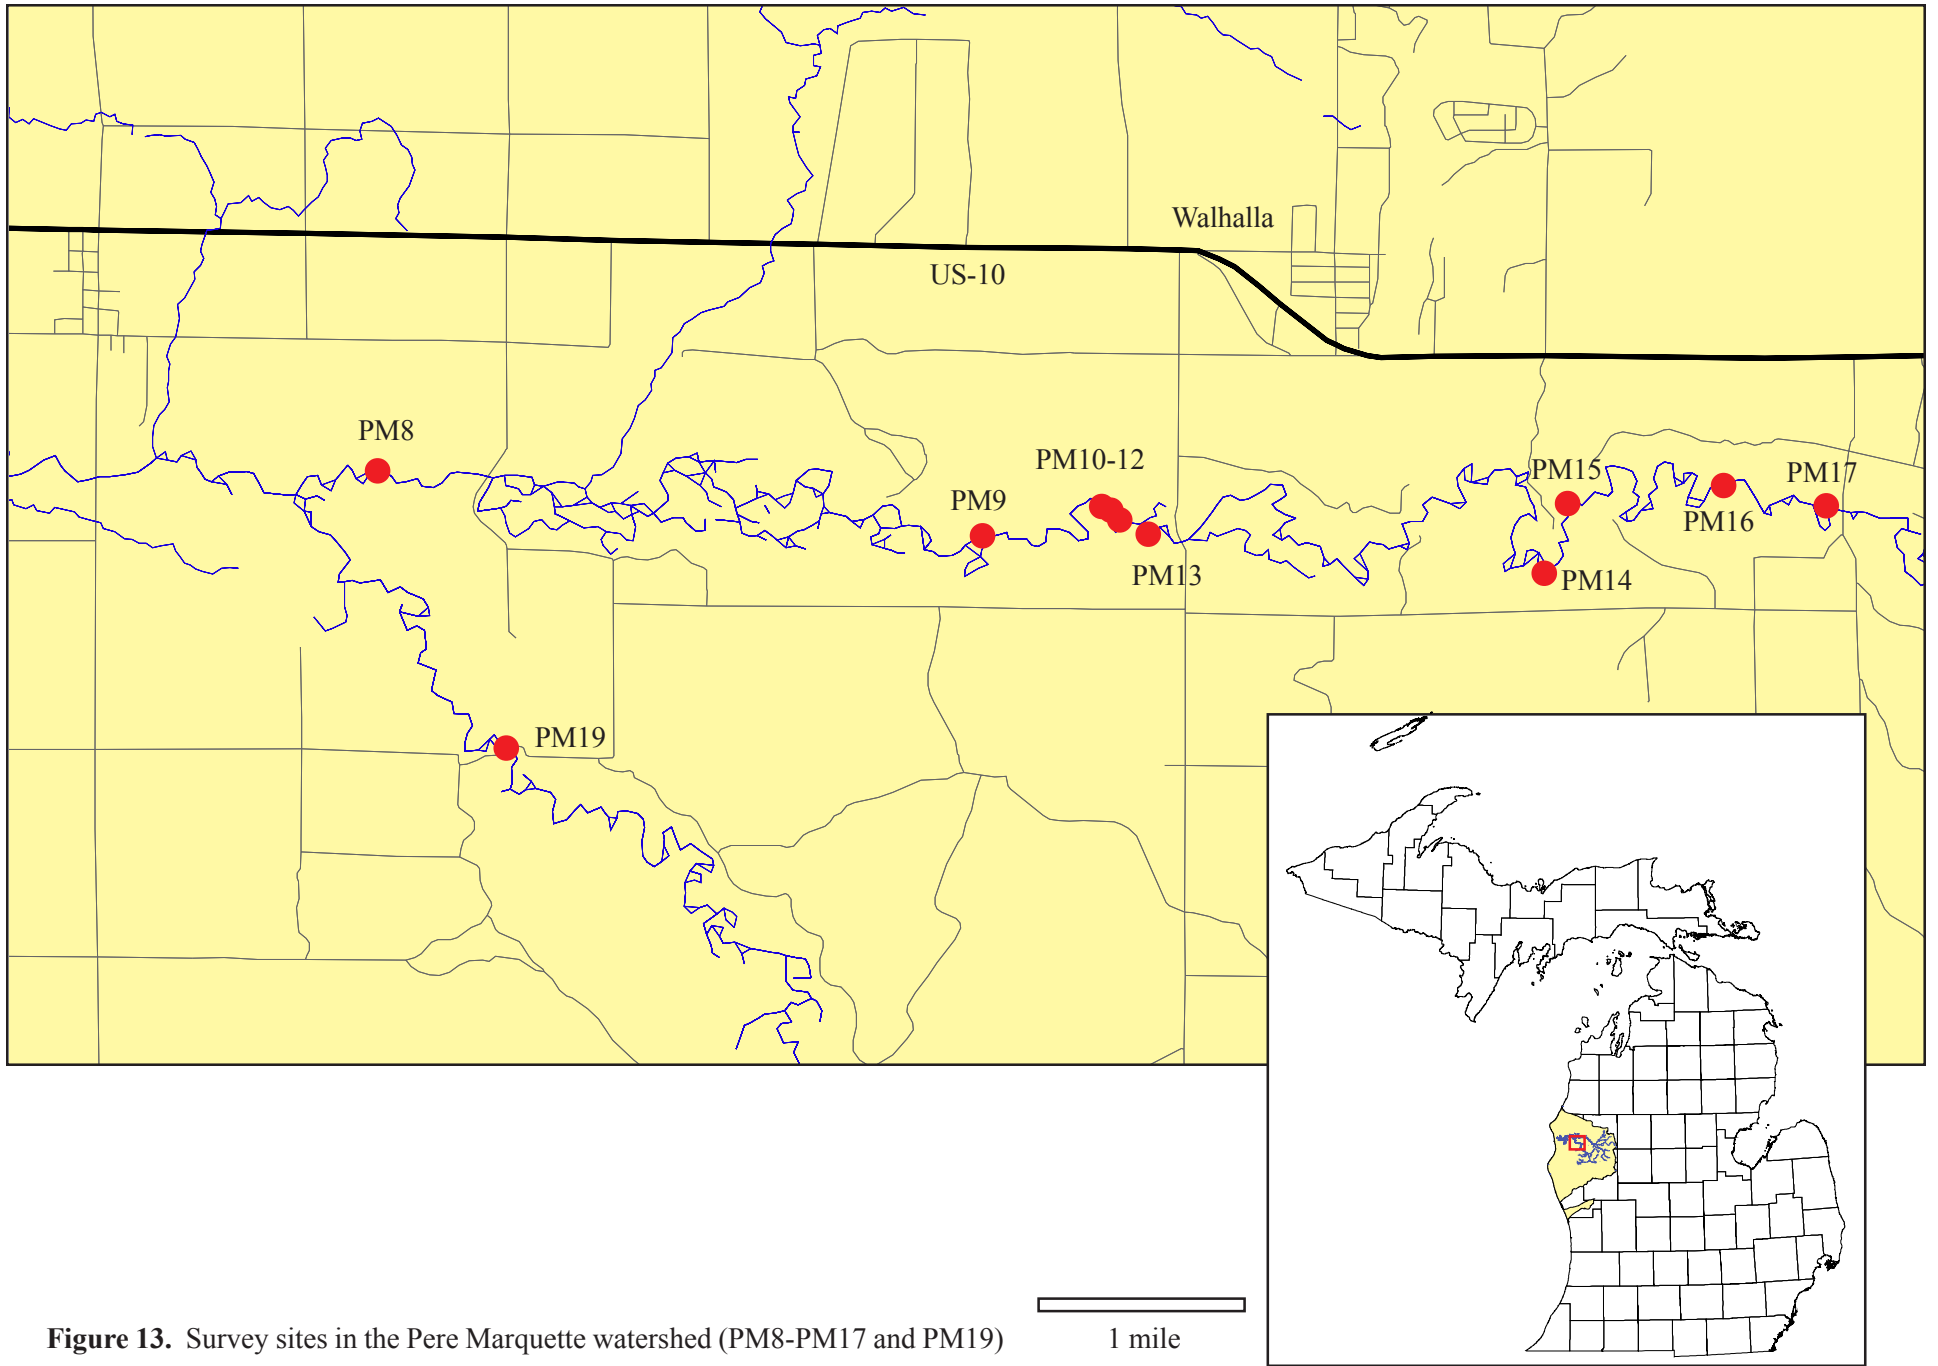 Walhalla
US-10
PM8
PM10-12
PM15
PM17
PM9
PM16
PM13
PM14
PM19
1 mile
Figure 13. Survey sites in the Pere Marquette watershed (PM8-PM17 and PM19)